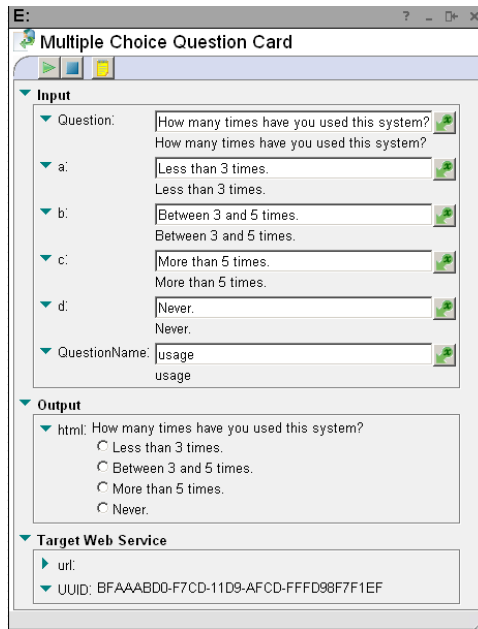 E:
Multiple Choice Question Card
Input
Question: How many times have you used this system?
How many times have you used this system?
a: Less than 3 times.
Less than 3 times.
b: Between 3 and 5 times.
Between 3 and 5 times.
c: More than 5 times.
More than 5 times.
d: Never.
Never.
QuestionName: usage
usage
Output
html: How many times have you used this system?
Less than 3 times.
Between 3 and 5 times.
More than 5 times.
Never.
Target Web Service
url:
UUID: BFAAABD0-F7CD-11D9-AFCD-FFFD98F7F1EF